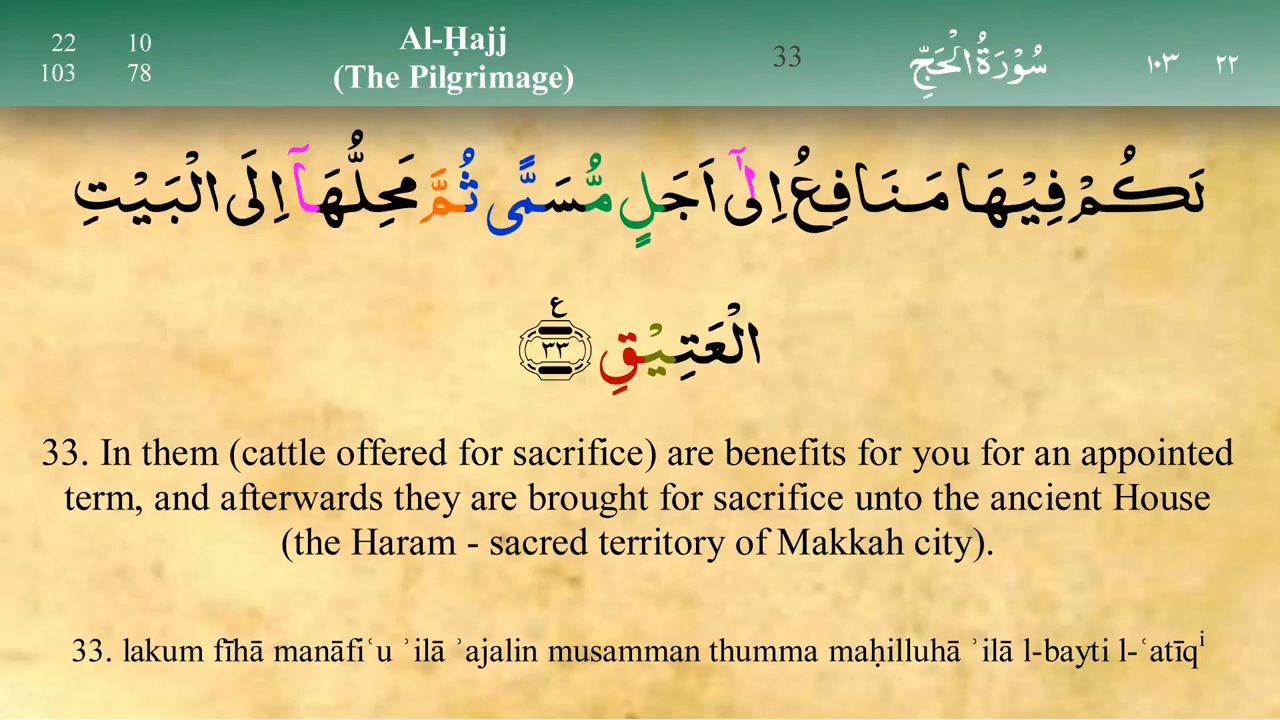 22 10 Al-Ḥajj 33 سُوْرَةُ الْحَجِّ ١٠٣ ٢٢
103 78 (The Pilgrimage)
لَكُمْ فِيْهَا مَنَافِعُ اِلٰٓى اَجَلٍ مُّسَمًّى ثُمَّ مَحِلُّهَاۤ اِلَى الْبَيْتِ
الْعَتِيْقِ ٣٣ ع
33. In them (cattle offered for sacrifice) are benefits for you for an appointed
term, and afterwards they are brought for sacrifice unto the ancient House
(the Haram - sacred territory of Makkah city).
33. lakum fīhā manāfiʿu ʾilā ʾajalin musamman thumma maḥilluhā ʾilā l-bayti l-ʿatīqⁱ